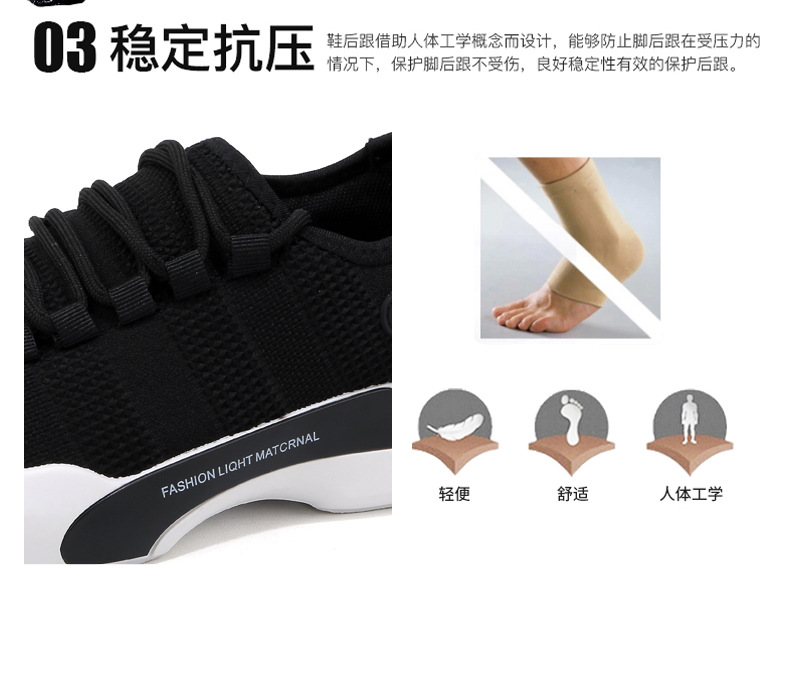 03 稳定抗压
鞋后跟借助人体工学概念而设计，能够防止脚后跟在受压力的
情况下，保护脚后跟不受伤，良好稳定性有效的保护后跟。
FASHION LIQHT MATCRNAL
轻便
舒适
人体工学